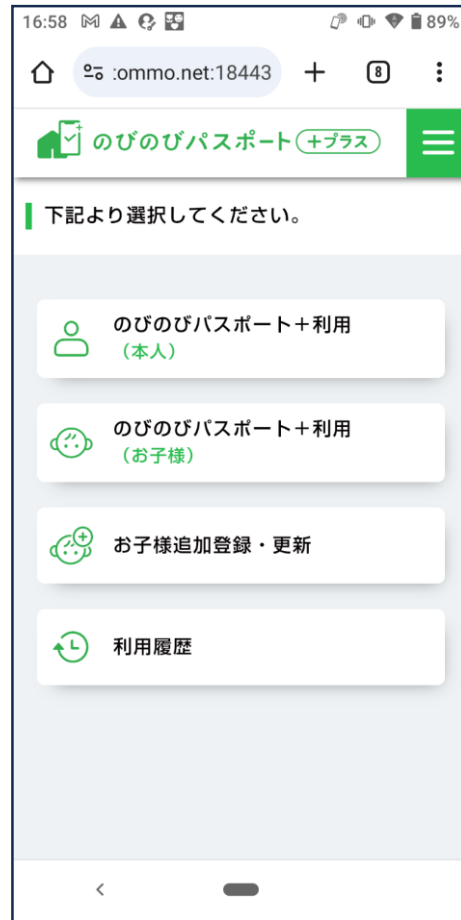 16:58 89%
:ommo.net:18443 8
のびのびパスポート +プラス
下記より選択してください。
のびのびパスポート＋利用
（本人）
のびのびパスポート＋利用
（お子様）
お子様追加登録・更新
利用履歴